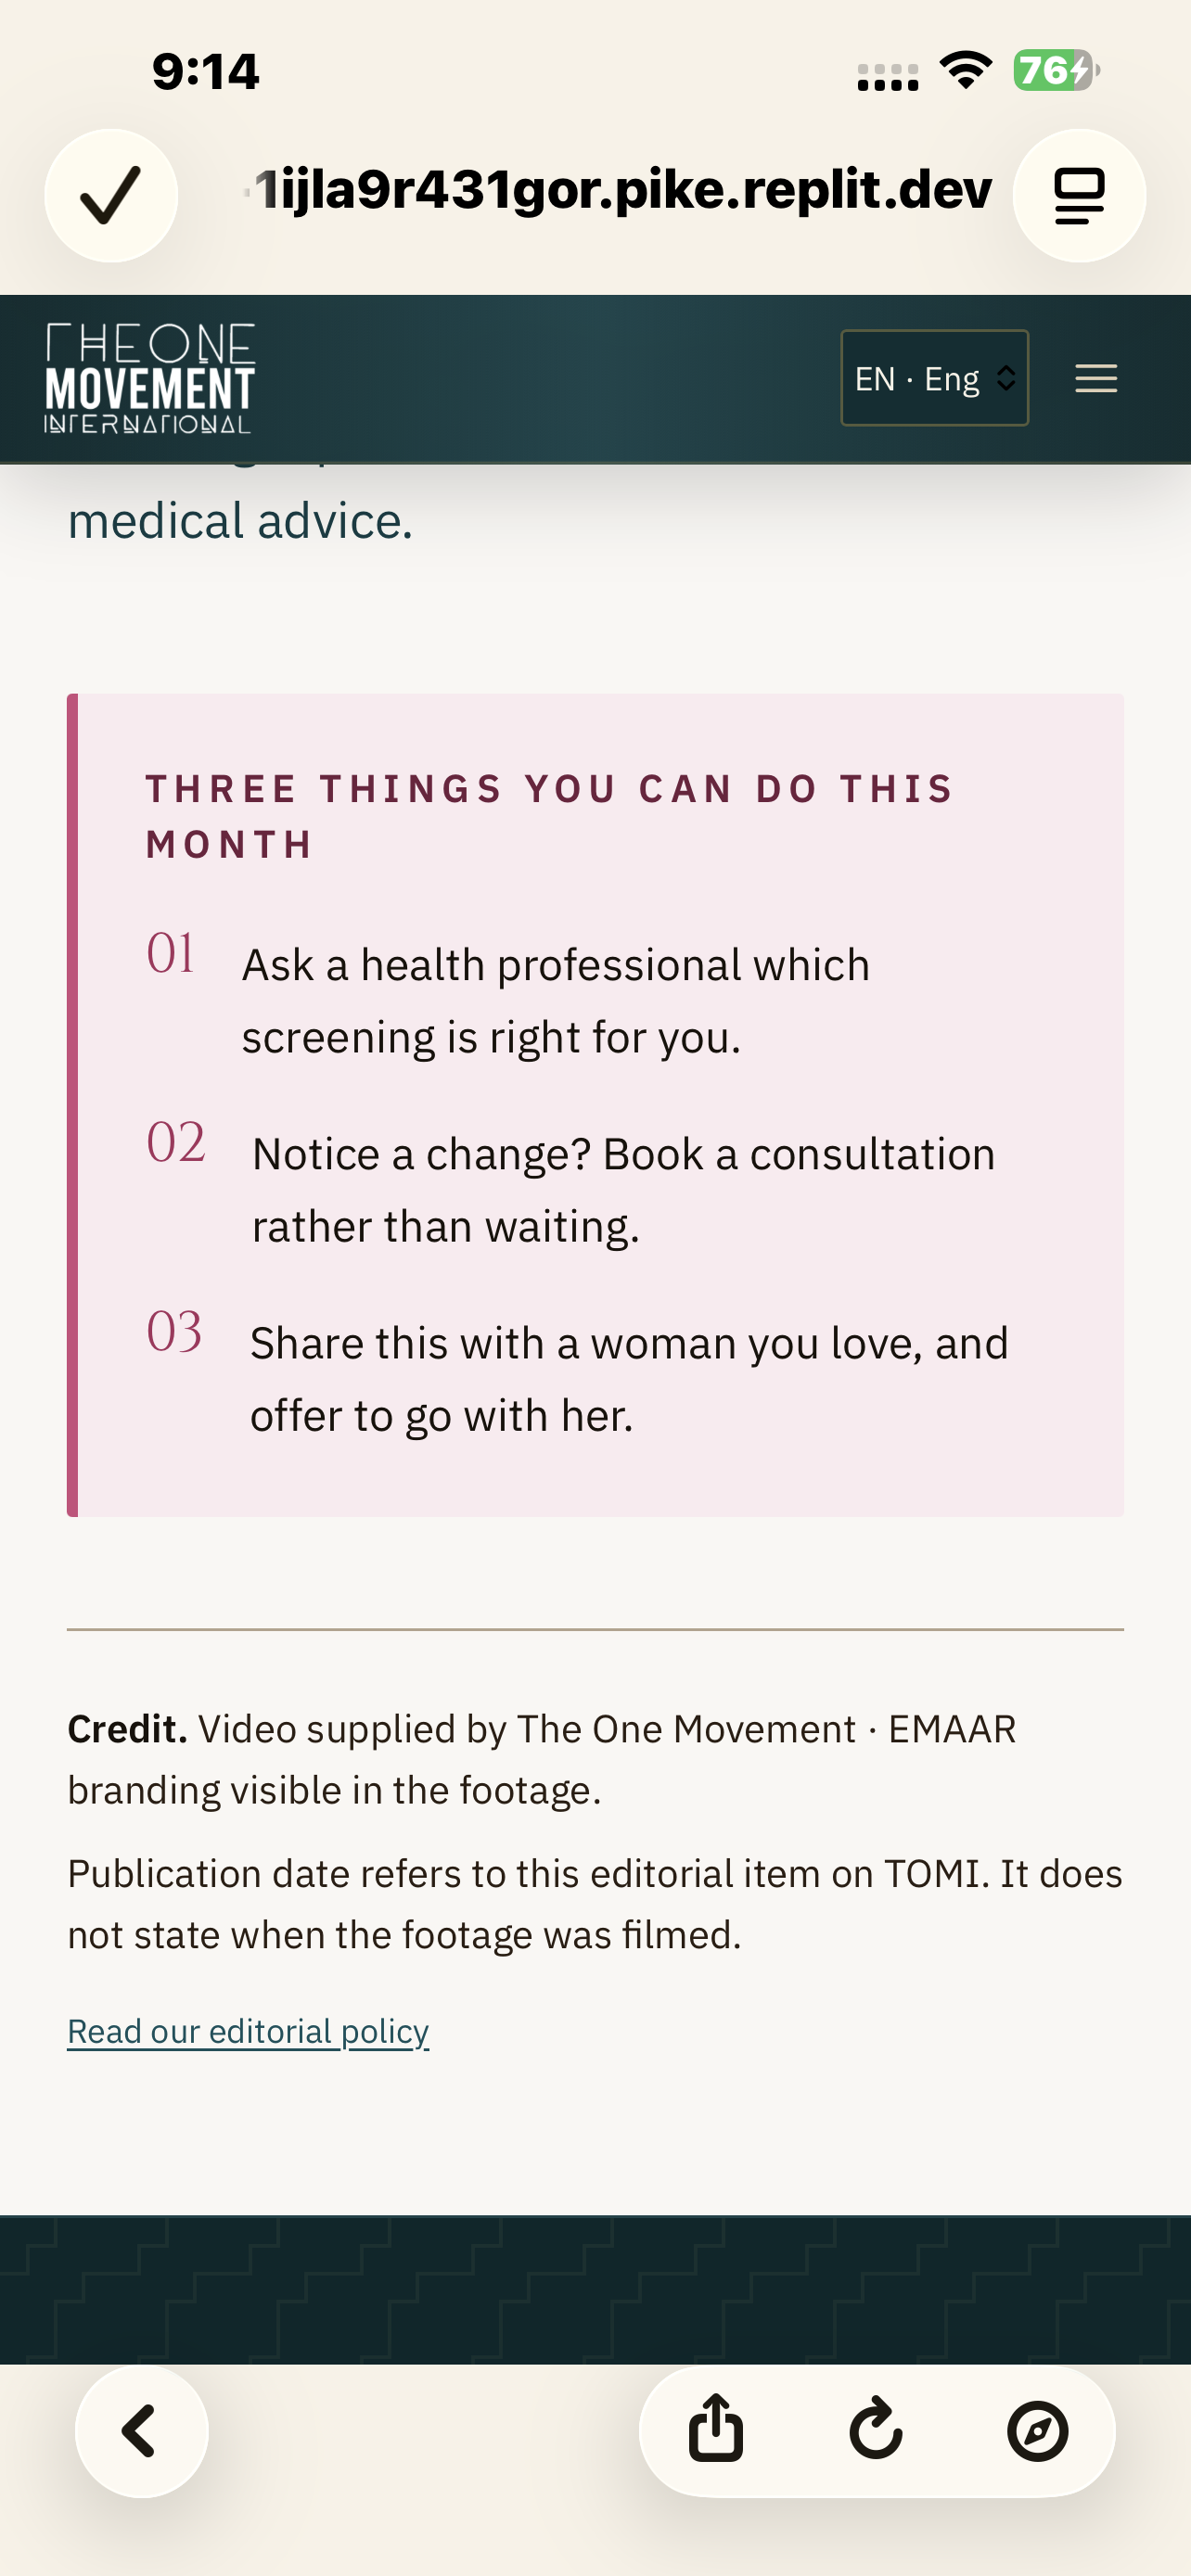 9:14
76
1ijla9r431gor.pike.replit.dev
THE ONE
MOVEMENT
INTERNATIONAL
EN · Eng
medical advice.
THREE THINGS YOU CAN DO THIS
MONTH
01 Ask a health professional which
screening is right for you.
02 Notice a change? Book a consultation
rather than waiting.
03 Share this with a woman you love, and
offer to go with her.
Credit. Video supplied by The One Movement · EMAAR
branding visible in the footage.
Publication date refers to this editorial item on TOMI. It does
not state when the footage was filmed.
Read our editorial policy